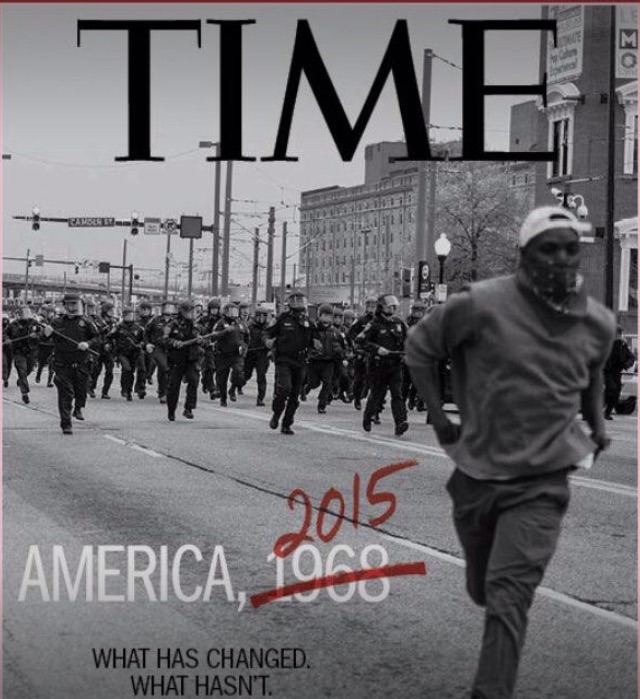 TIME
CAMDEN ST
AMERICA, 1968
2015
WHAT HAS CHANGED.
WHAT HASN'T.